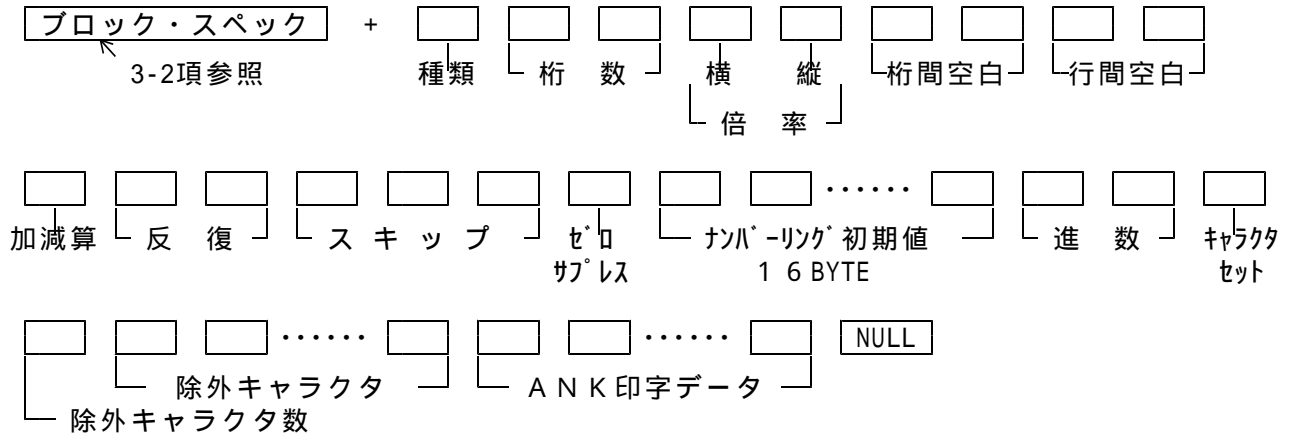 ブロック・スペック +
3-2項参照 種類 桁 数 横 縦 桁間空白 行間空白
倍 率
‥‥‥
加減算 反 復 ス キ ッ プ ｾﾞﾛ ﾅﾝﾊﾞｰﾘﾝｸﾞ初期値 進 数 ｷｬﾗｸﾀ
ｻﾌﾟﾚｽ １６BYTE ｾｯﾄ
‥‥‥ ‥‥‥ NULL
除外キャラクタ ＡＮＫ印字データ
除外キャラクタ数